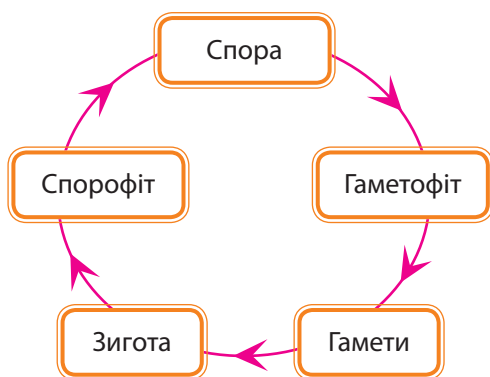 Спора
Гаметофіт
Гамети
Зигота
Спорофіт